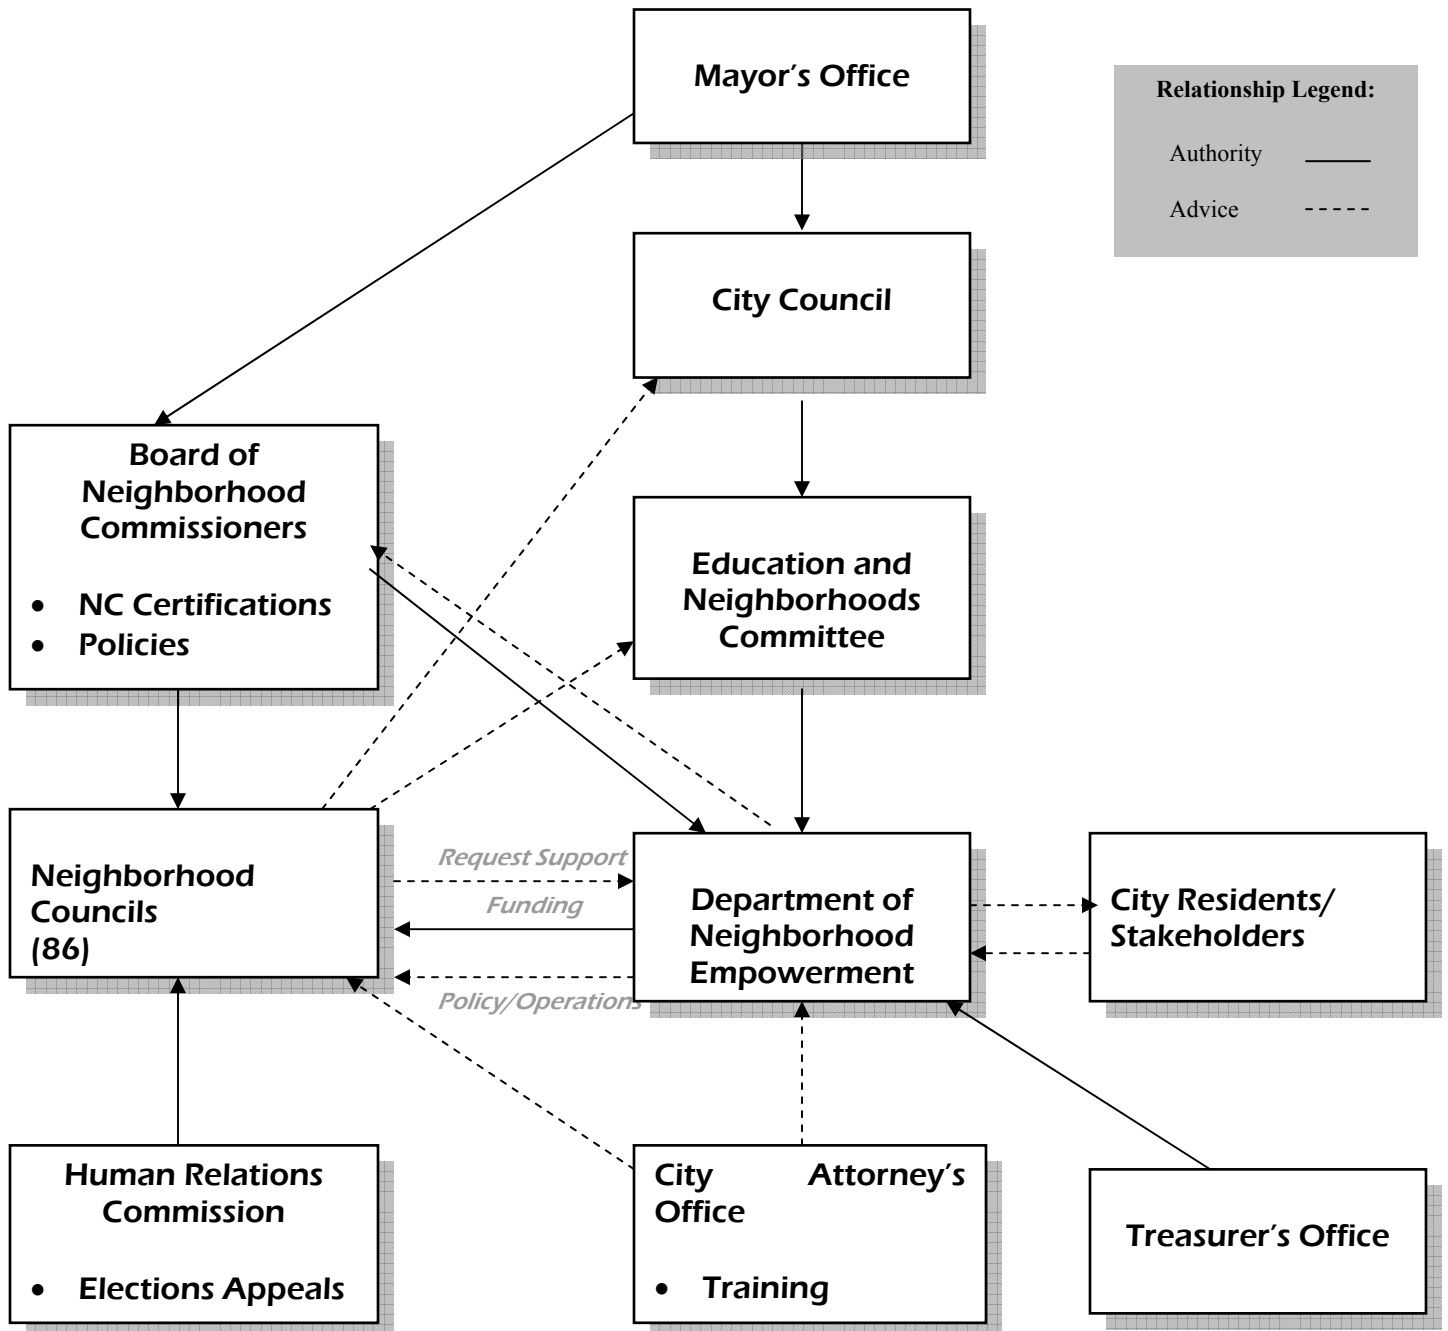 Mayor's Office
Relationship Legend:
Authority
Advice
City Council
Board of
Neighborhood
Commissioners
• NC Certifications
• Policies
Education and
Neighborhoods
Committee
Neighborhood
Councils
(86)
Request Support
Funding
Policy/Operations
Department of
Neighborhood
Empowerment
City Residents/
Stakeholders
Human Relations
Commission
• Elections Appeals
City Attorney's
Office
• Training
Treasurer's Office